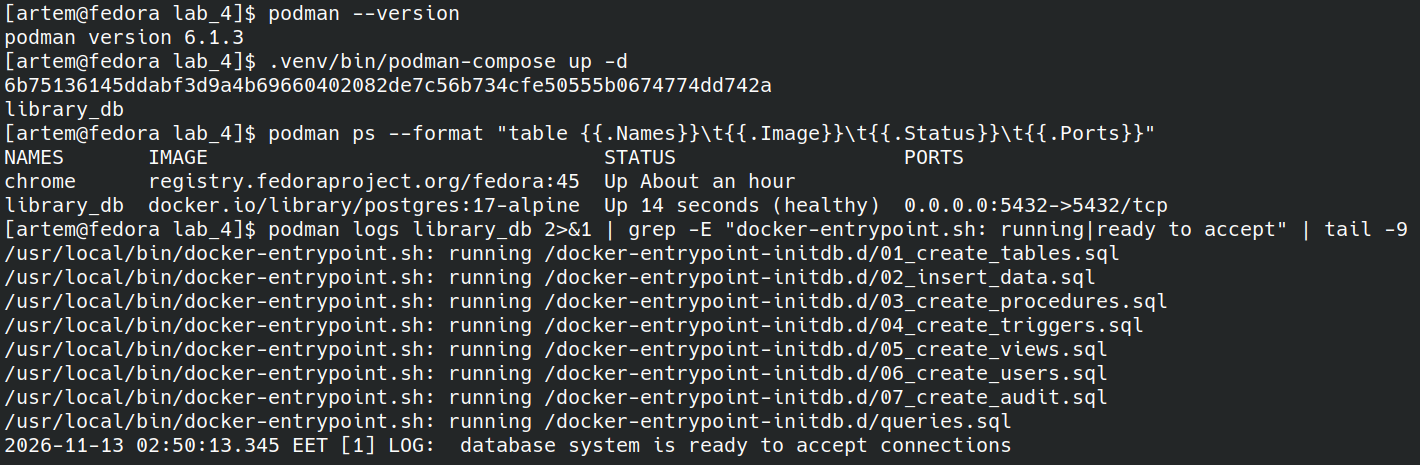 [artem@fedora lab_4]$ podman --version
podman version 6.1.3
[artem@fedora lab_4]$ .venv/bin/podman-compose up -d
6b75136145ddabf3d9a4b69660402082de7c56b734cfe50555b0674774dd742a
library_db
[artem@fedora lab_4]$ podman ps --format "table {{.Names}}\t{{.Image}}\t{{.Status}}\t{{.Ports}}"
NAMES       IMAGE                                 STATUS                   PORTS
chrome      registry.fedoraproject.org/fedora:45  Up About an hour
library_db  docker.io/library/postgres:17-alpine  Up 14 seconds (healthy)  0.0.0.0:5432->5432/tcp
[artem@fedora lab_4]$ podman logs library_db 2>&1 | grep -E "docker-entrypoint.sh: running|ready to accept" | tail -9
/usr/local/bin/docker-entrypoint.sh: running /docker-entrypoint-initdb.d/01_create_tables.sql
/usr/local/bin/docker-entrypoint.sh: running /docker-entrypoint-initdb.d/02_insert_data.sql
/usr/local/bin/docker-entrypoint.sh: running /docker-entrypoint-initdb.d/03_create_procedures.sql
/usr/local/bin/docker-entrypoint.sh: running /docker-entrypoint-initdb.d/04_create_triggers.sql
/usr/local/bin/docker-entrypoint.sh: running /docker-entrypoint-initdb.d/05_create_views.sql
/usr/local/bin/docker-entrypoint.sh: running /docker-entrypoint-initdb.d/06_create_users.sql
/usr/local/bin/docker-entrypoint.sh: running /docker-entrypoint-initdb.d/07_create_audit.sql
/usr/local/bin/docker-entrypoint.sh: running /docker-entrypoint-initdb.d/queries.sql
2026-11-13 02:50:13.345 EET [1] LOG:  database system is ready to accept connections